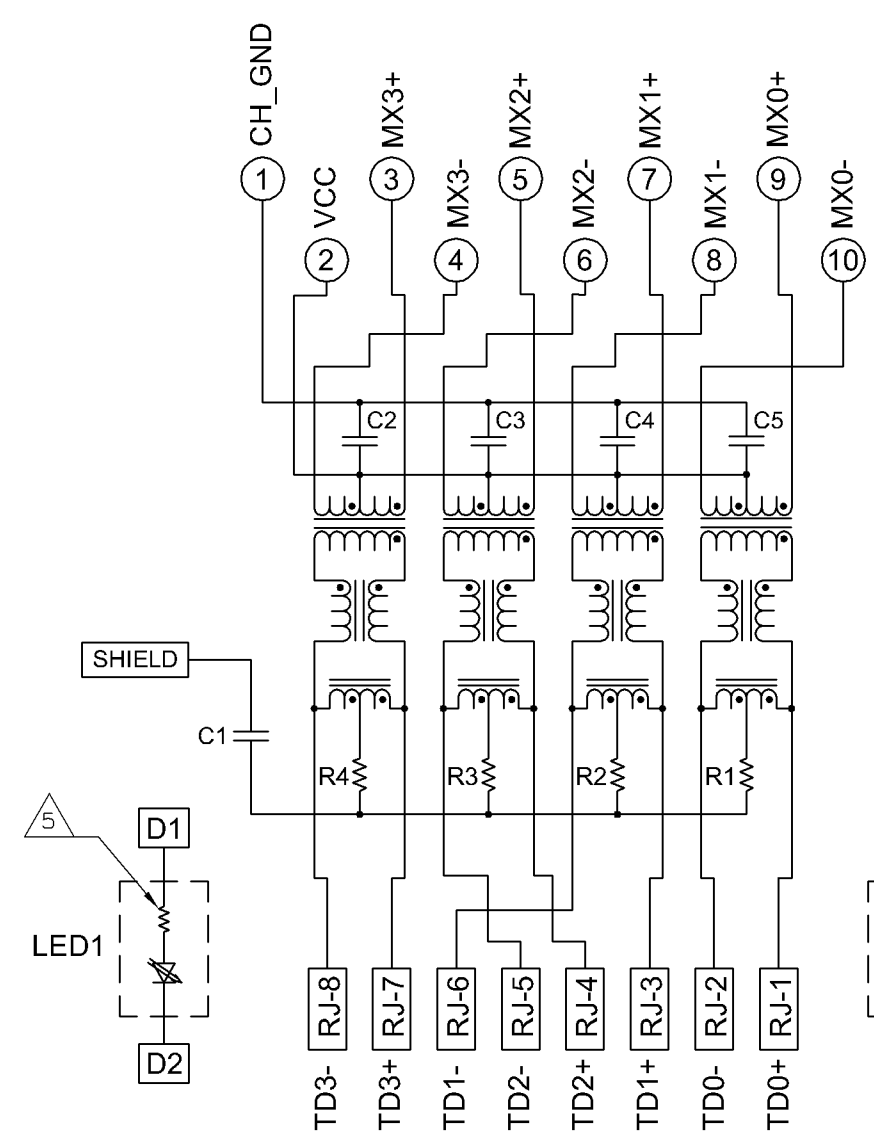 CH_GND
MX3+
MX2+
MX1+
MX0+
1
VCC
3
MX3-
5
MX2-
7
MX1-
9
MX0-
2
4
6
8
10
C2
C3
C4
C5
SHIELD
C1
R4
R3
R2
R1
5
D1
LED1
D2
RJ-8
RJ-7
RJ-6
RJ-5
RJ-4
RJ-3
RJ-2
RJ-1
TD3-
TD3+
TD1-
TD2-
TD2+
TD1+
TD0-
TD0+